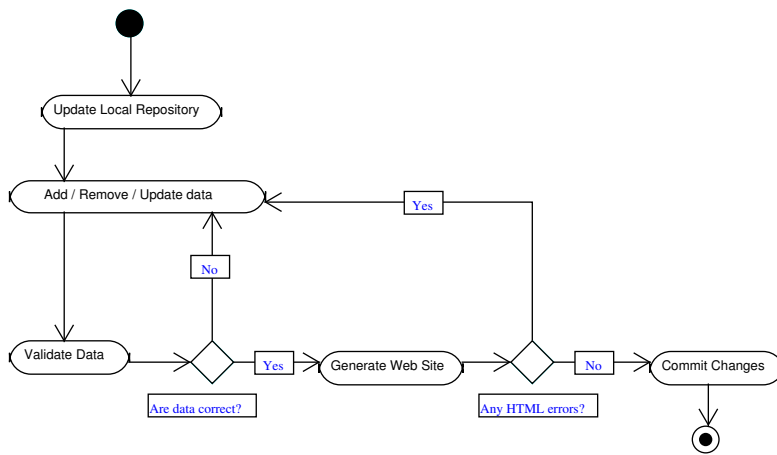 Update Local Repository
Add / Remove / Update data
Yes
No
Validate Data
Yes
Generate Web Site
No
Commit Changes
Are data correct?
Any HTML errors?